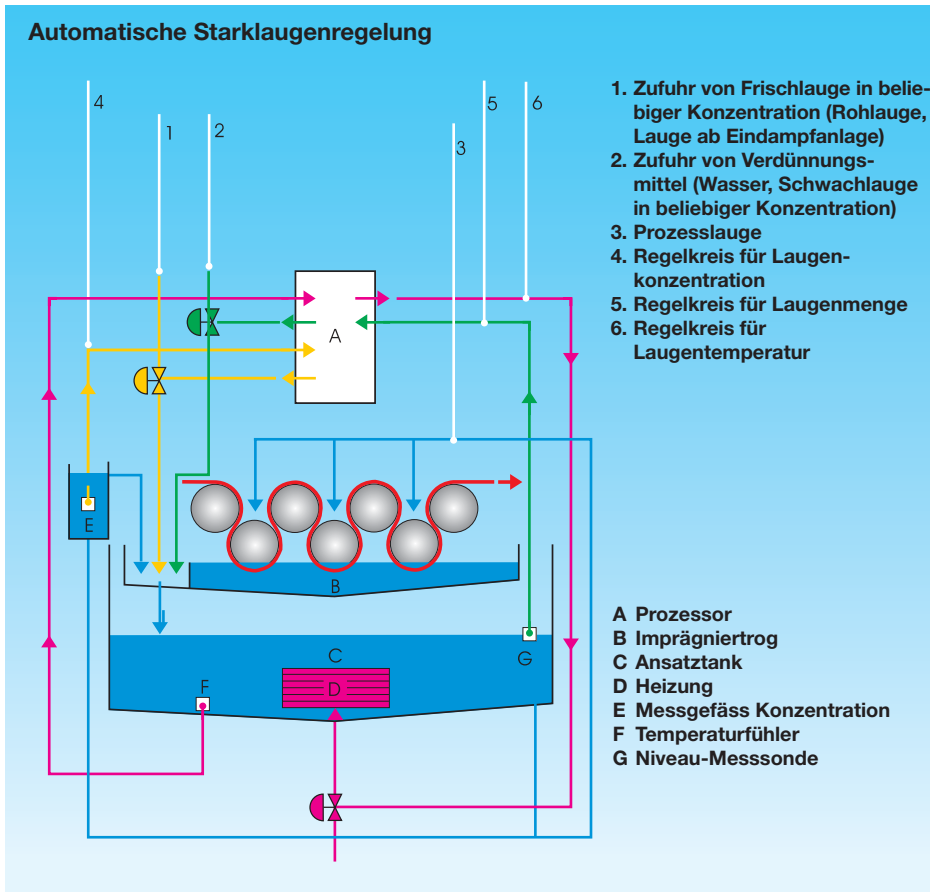 Automatische Starklaugenregelung
4
1
2
3
5
6
1. Zufuhr von Frischlauge in belie-
biger Konzentration (Rohlauge,
Lauge ab Eindampfanlage)
2. Zufuhr von Verdünnungs-
mittel (Wasser, Schwachlauge
in beliebiger Konzentration)
3. Prozesslauge
4. Regelkreis für Laugen-
konzentration
5. Regelkreis für Laugenmenge
6. Regelkreis für
Laugentemperatur
A
E
B
C
G
D
F
A Prozessor
B Imprägniertrog
C Ansatztank
D Heizung
E Messgefäss Konzentration
F Temperaturfühler
G Niveau-Messsonde